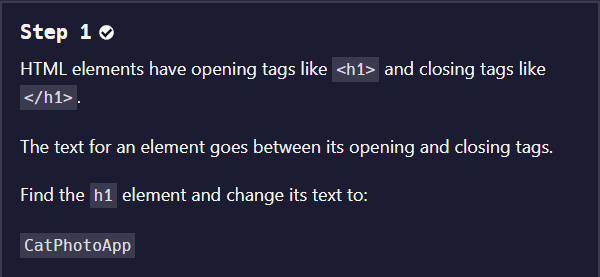 Step 1
HTML elements have opening tags like <h1> and closing tags like
</h1>.
The text for an element goes between its opening and closing tags.
Find the h1 element and change its text to:
CatPhotoApp